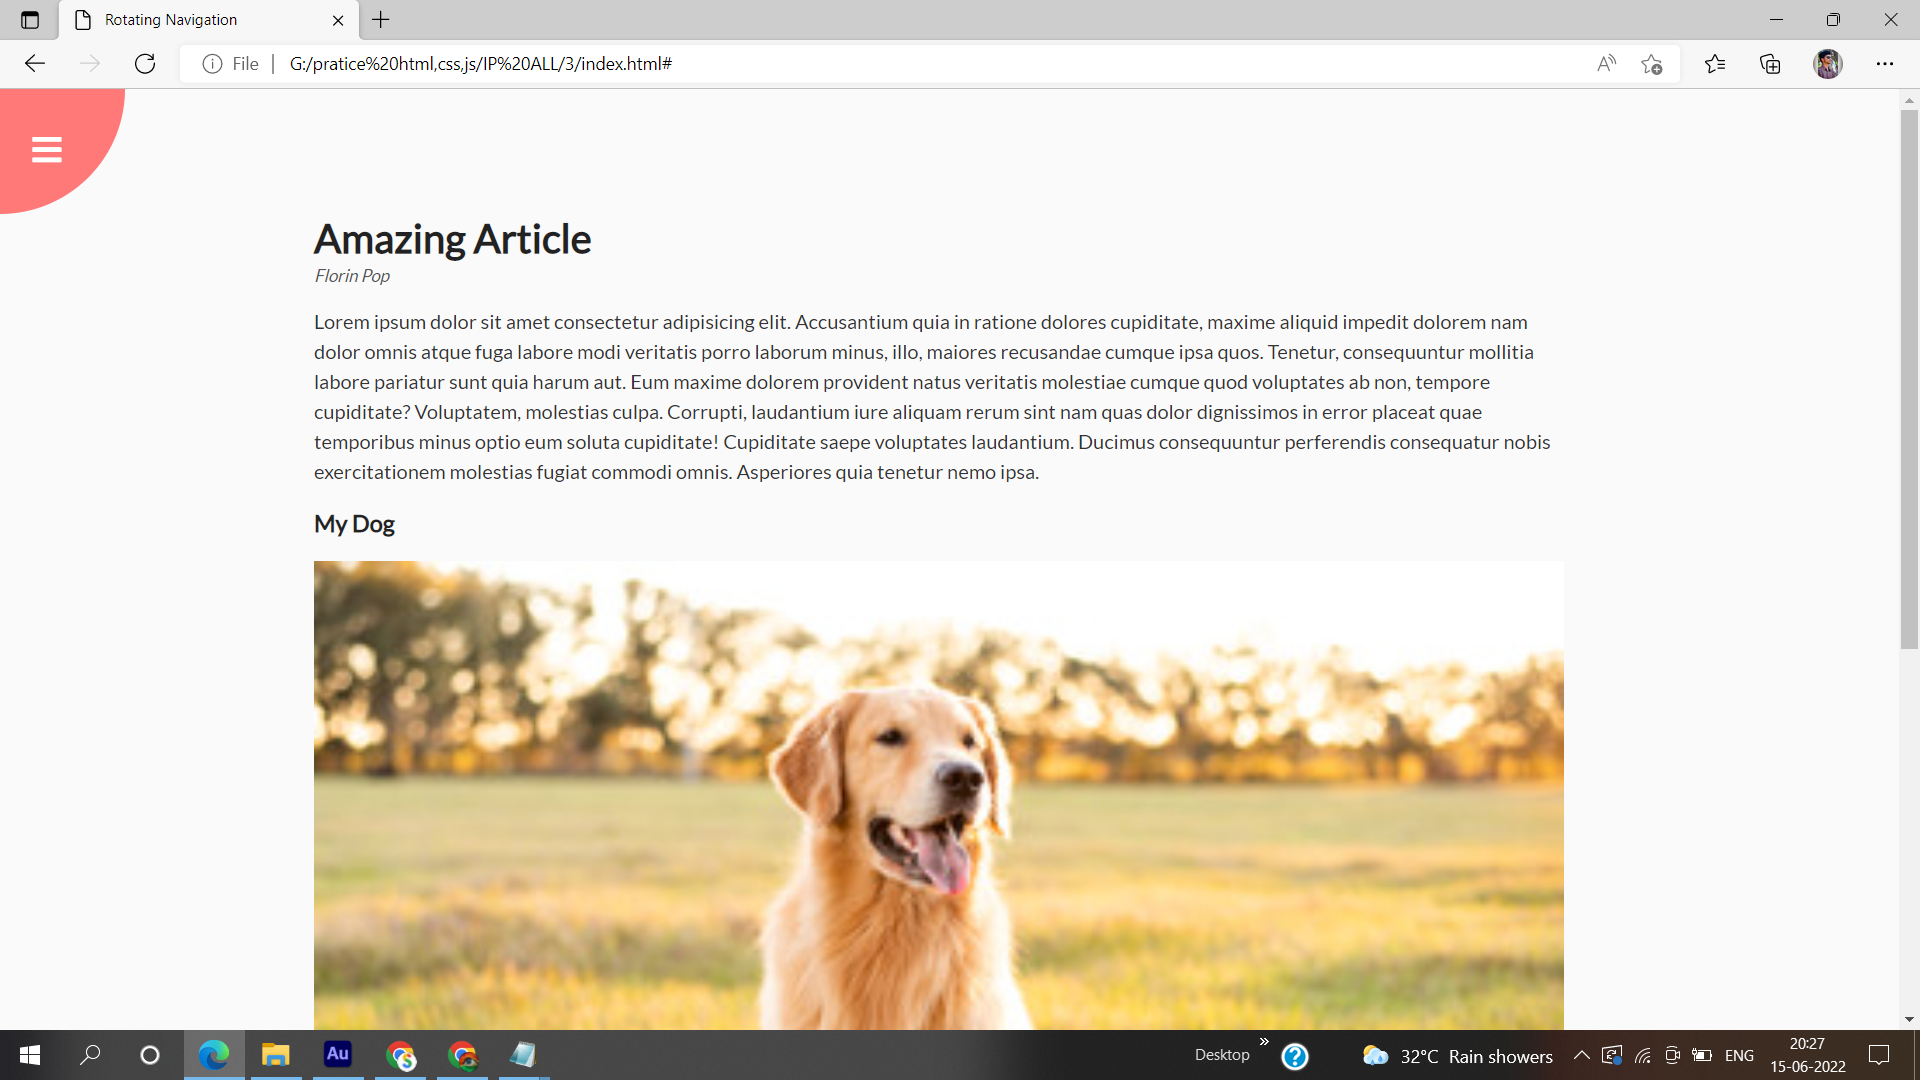 Rotating Navigation
File
G:/pratice%20html,css,js/IP%20ALL/3/index.html#
Amazing Article
Florin Pop
Lorem ipsum dolor sit amet consectetur adipisicing elit. Accusantium quia in ratione dolores cupiditate, maxime aliquid impedit dolorem nam
dolor omnis atque fuga labore modi veritatis porro laborum minus, illo, maiores recusandae cumque ipsa quos. Tenetur, consequuntur mollitia
labore pariatur sunt quia harum aut. Eum maxime dolorem provident natus veritatis molestiae cumque quod voluptates ab non, tempore
cupiditate? Voluptatem, molestias culpa. Corrupti, laudantium iure aliquam rerum sint nam quas dolor dignissimos in error placeat quae
temporibus minus optio eum soluta cupiditate! Cupiditate saepe voluptates laudantium. Ducimus consequuntur perferendis consequatur nobis
exercitationem molestias fugiat commodi omnis. Asperiores quia tenetur nemo ipsa.
My Dog
Au
Desktop
32°C Rain showers
ENG
20:27
15-06-2022